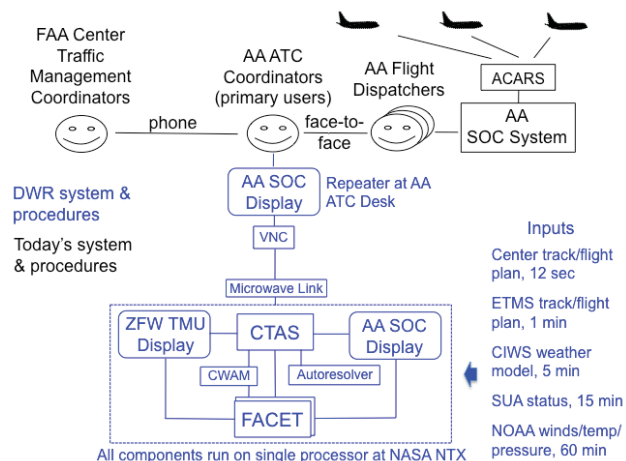 FAA Center
Traffic
Management
Coordinators
AA ATC
Coordinators
(primary users)
AA Flight
Dispatchers
ACARS
AA
SOC System
phone
face-to-
face
AA SOC
Display
Repeater at AA
ATC Desk
DWR system &
procedures
Today's system
& procedures
VNC
Microwave Link
ZFW TMU
Display
CTAS
AA SOC
Display
CWAM
Autoresolver
FACET
All components run on single processor at NASA NTX
Inputs
Center track/flight
plan, 12 sec
ETMS track/flight
plan, 1 min
CIWS weather
model, 5 min
SUA status, 15 min
NOAA winds/temp/
pressure, 60 min